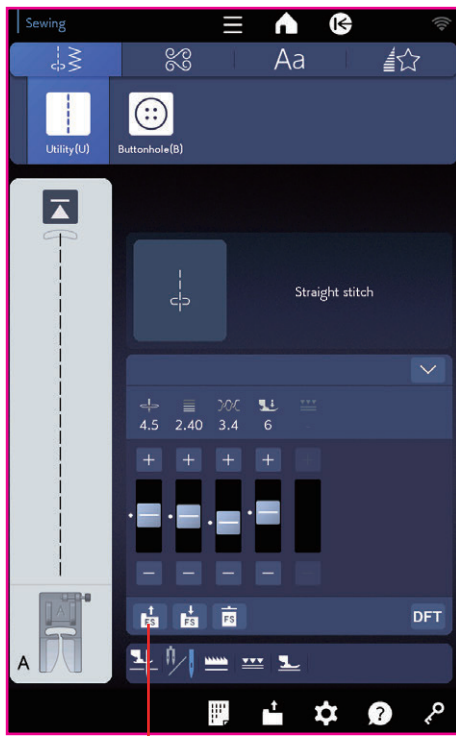 Sewing
Aa
Utility(U)
Buttonhole(B)
Straight stitch
4.5 2.40 3.4 6
+ + + +
− − − −
FS FS FS DFT
A
A
?